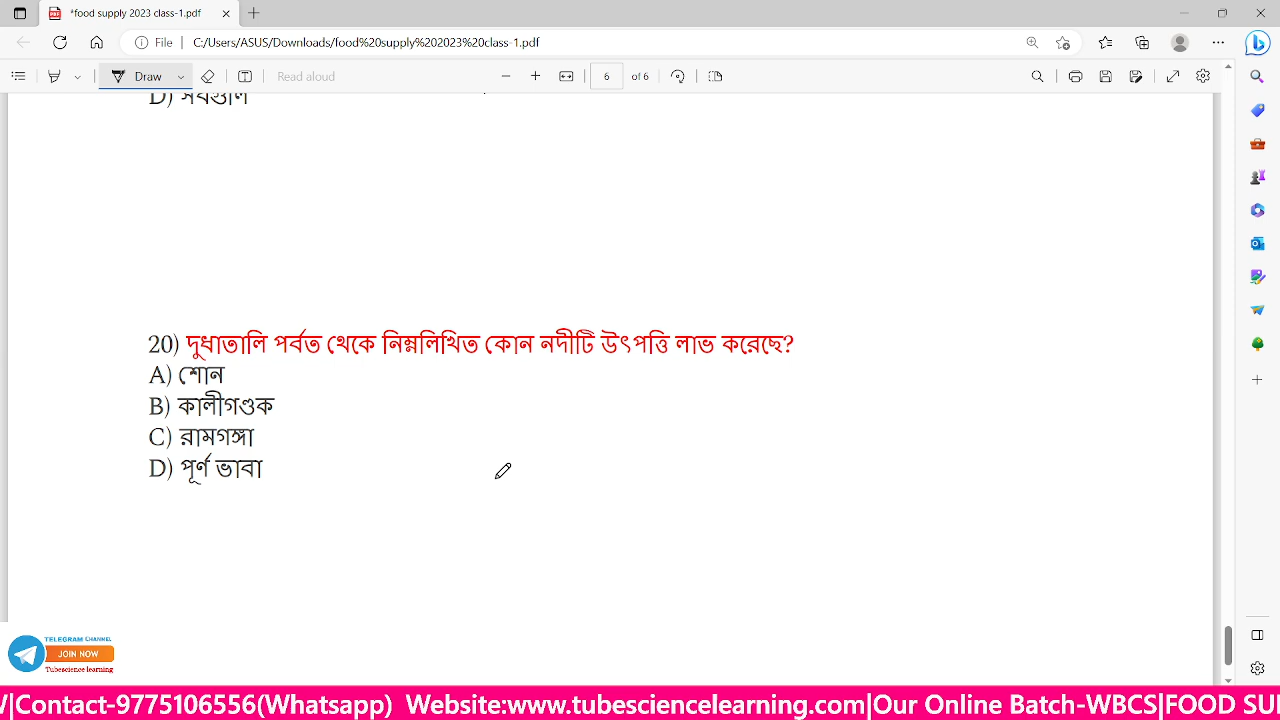 *food supply 2023 class-1.pdf
File | C:/Users/ASUS/Downloads/food%20supply%202023%20class-1.pdf
Draw Read aloud 6 of 6
20) দুধাতালি পর্বত থেকে নিম্নলিখিত কোন নদীটি উৎপত্তি লাভ করেছে?
A) শোন
B) কালীগণ্ডক
C) রামগঙ্গা
D) পূর্ণ ভাবা
TELEGRAM CHANNEL
JOIN NOW
Tubescience learning
|Contact-9775106556(Whatsapp) Website:www.tubesciencelearning.com|Our Online Batch-WBCS|FOOD SU